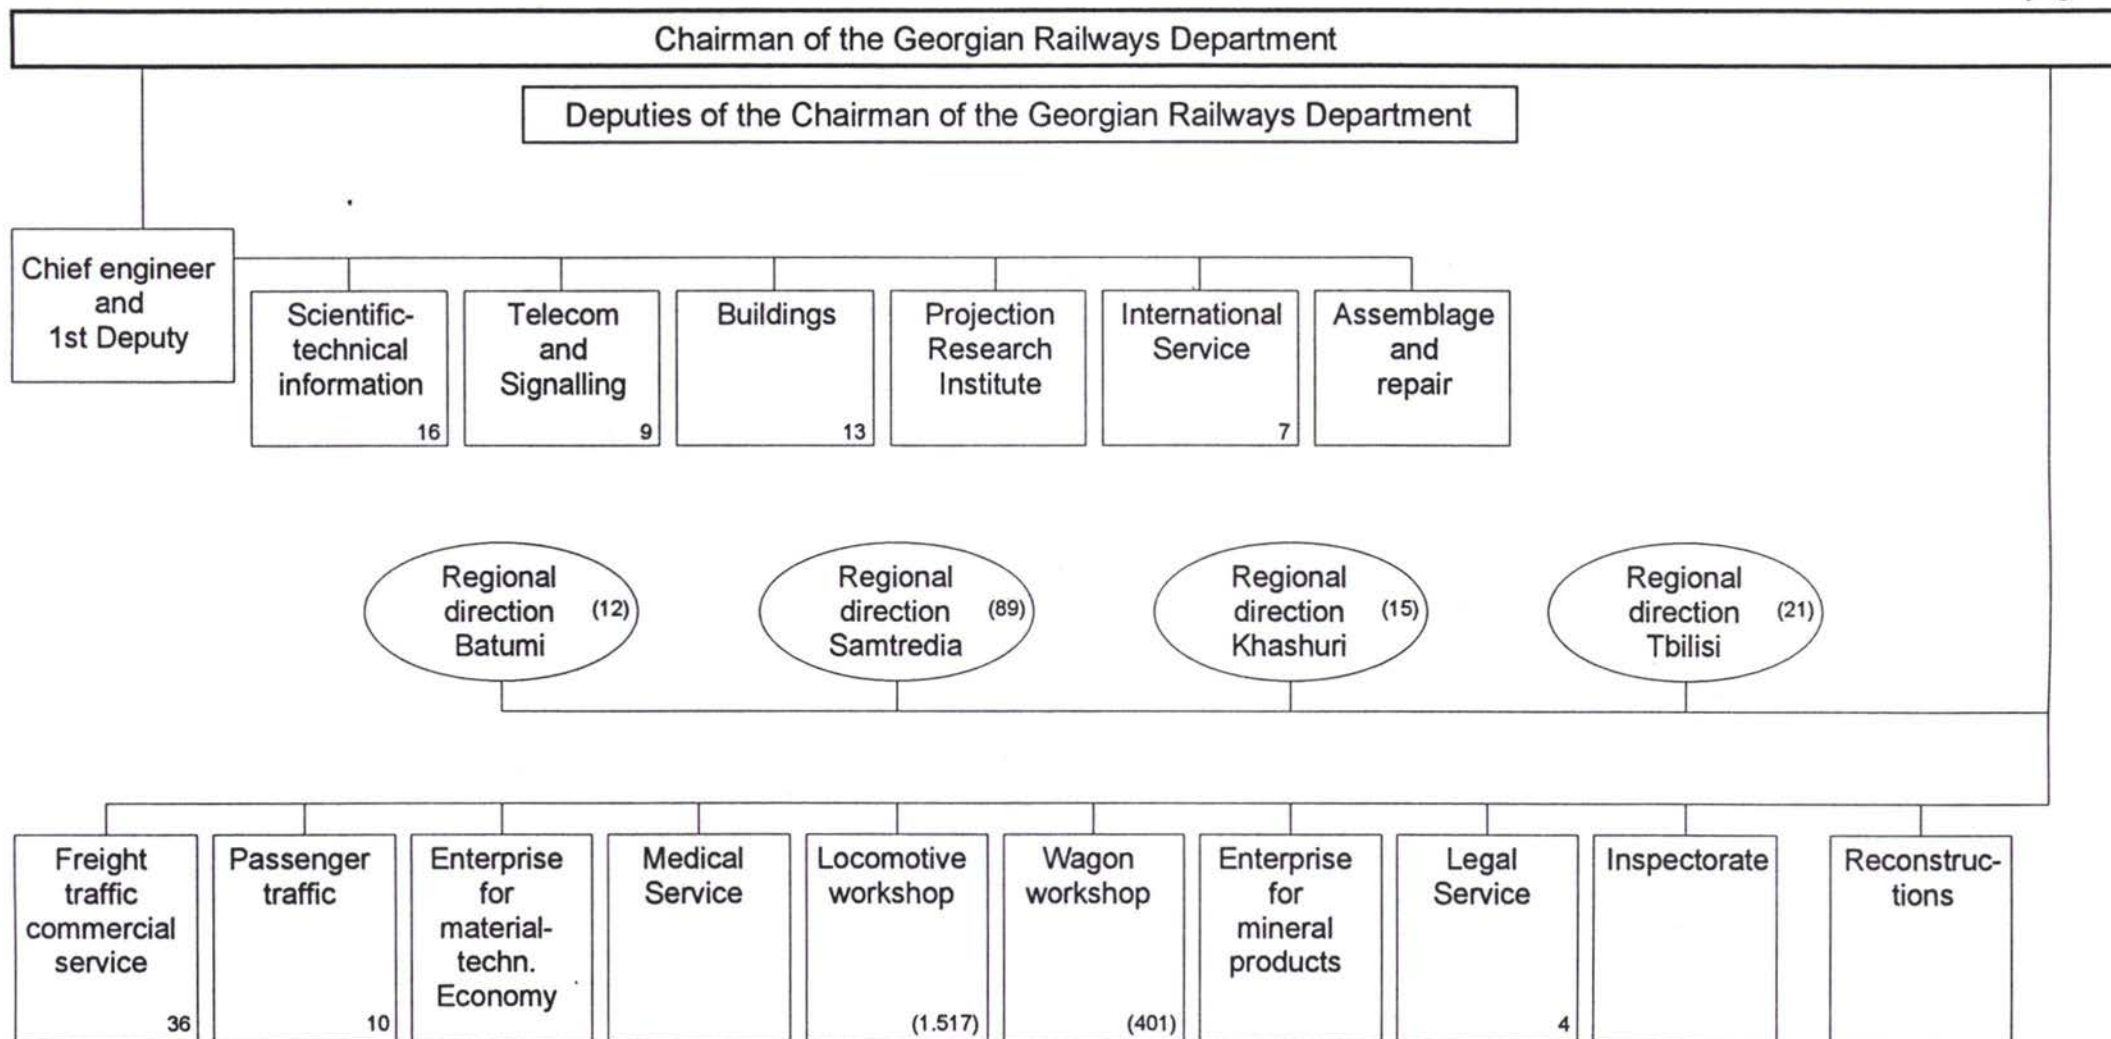 Chairman of the Georgian Railways Department
Deputies of the Chairman of the Georgian Railways Department
Chief engineer
and
1st Deputy
Scientific-
technical
information
16
Telecom
and
Signalling
9
Buildings
13
Projection
Research
Institute
International
Service
7
Assemblage
and
repair
Regional
direction (12)
Batumi
Regional
direction (89)
Samtredia
Regional
direction (15)
Khashuri
Regional
direction (21)
Tbilisi
Freight
traffic
commercial
service
36
Passenger
traffic
10
Enterprise
for
material-
techn.
Economy
Medical
Service
Locomotive
workshop
(1.517)
Wagon
workshop
(401)
Enterprise
for
mineral
products
Legal
Service
4
Inspectorate
Reconstruc-
tions